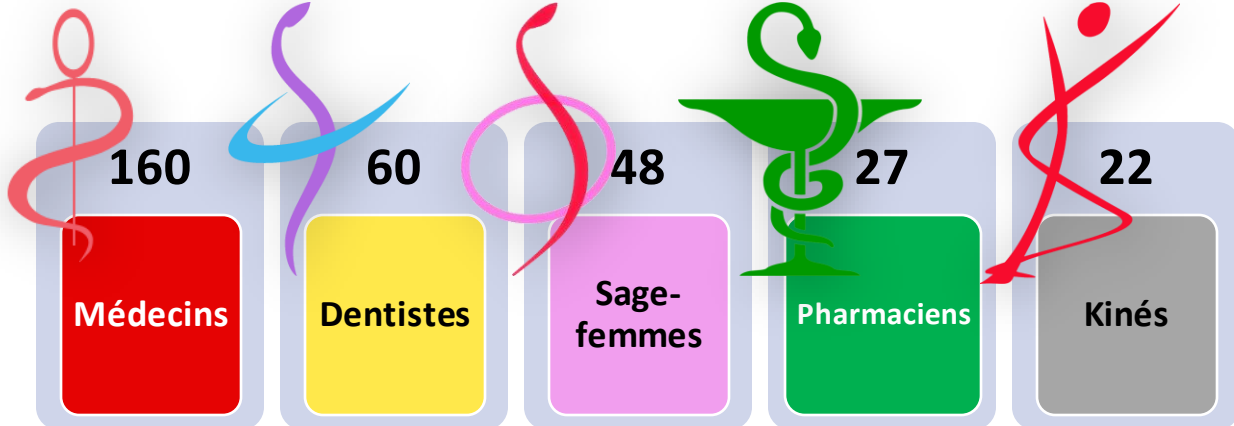 160
Médecins
60
Dentistes
48
Sage-
femmes
27
Pharmaciens
22
Kinés